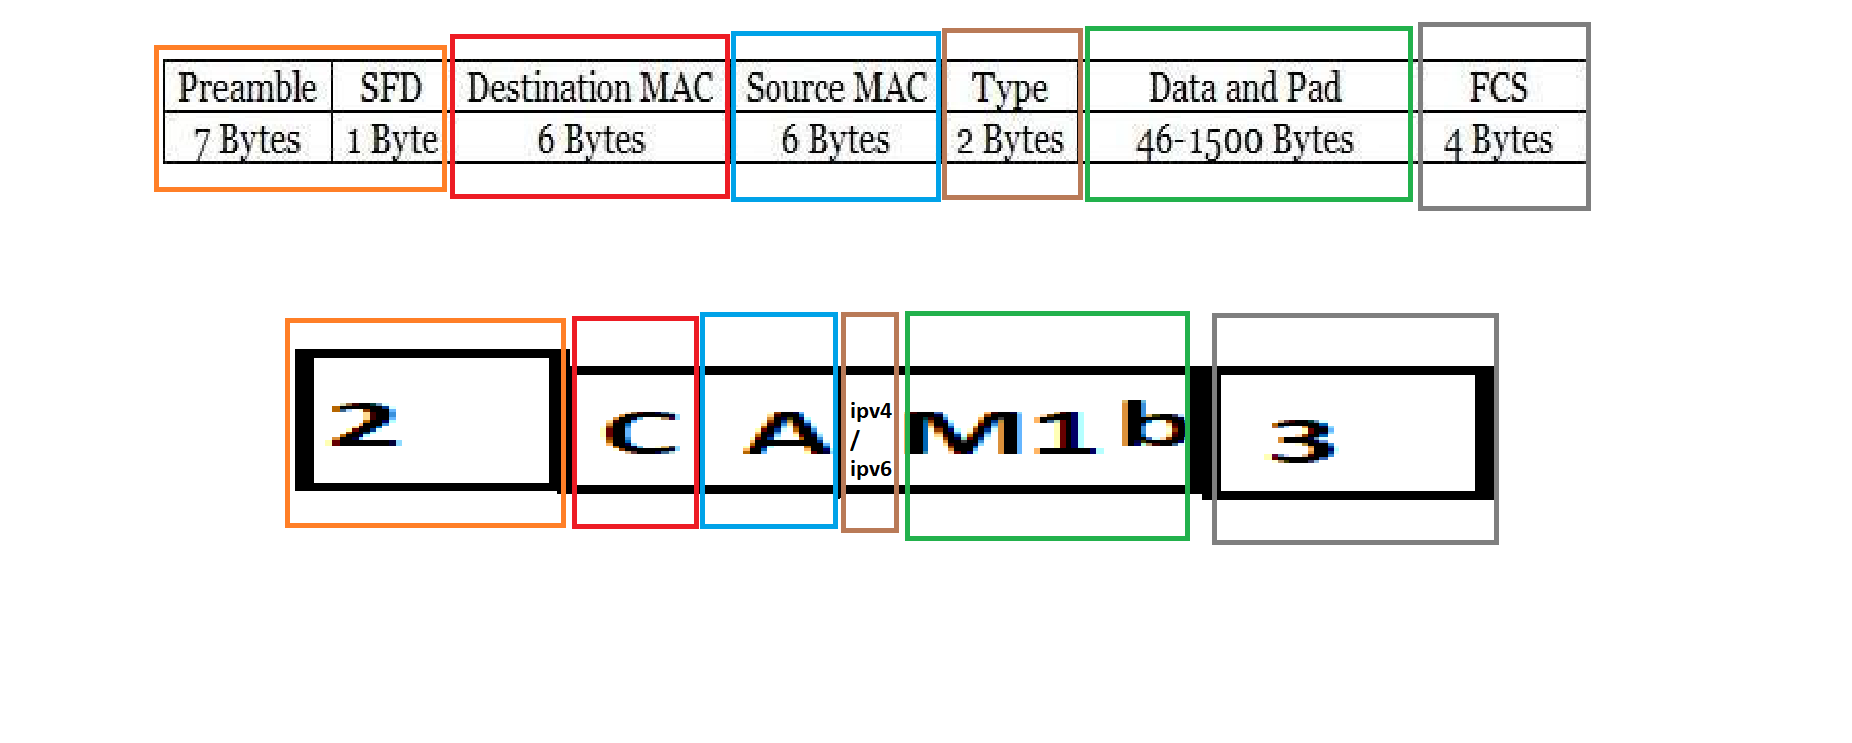 Preamble SFD Destination MAC Source MAC Type Data and Pad FCS
7 Bytes 1 Byte 6 Bytes 6 Bytes 2 Bytes 46-1500 Bytes 4 Bytes
2 C A ipv4 / ipv6 M1b 3